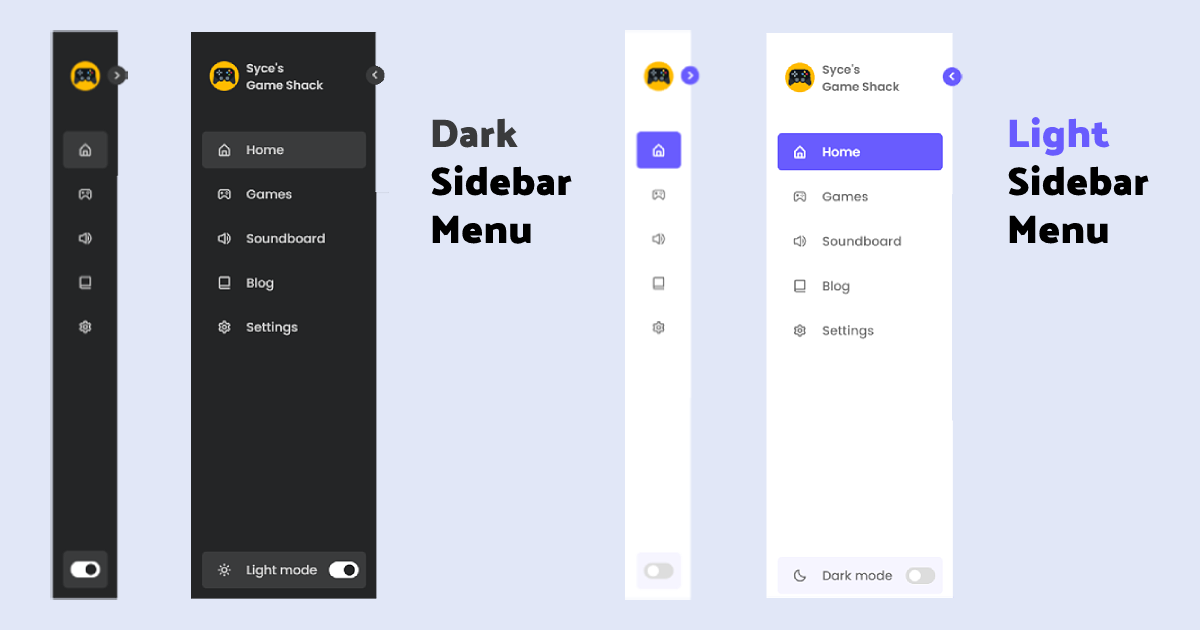 Syce's
Game Shack
Home
Games
Soundboard
Blog
Settings
Light mode
Dark
Sidebar
Menu
Syce's
Game Shack
Home
Games
Soundboard
Blog
Settings
Dark mode
Light
Sidebar
Menu